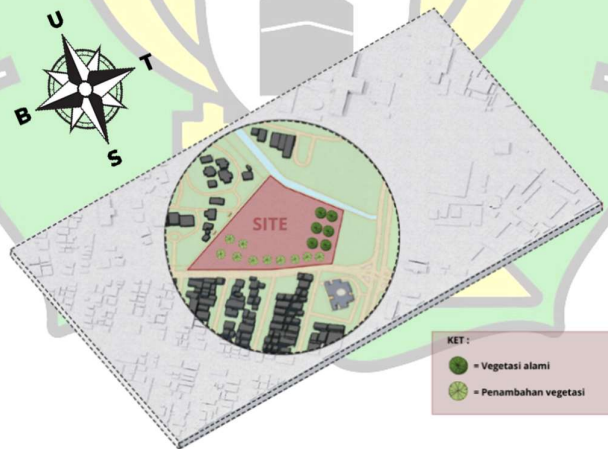 U
T
B
S
SITE
KET :
= Vegetasi alami
= Penambahan vegetasi